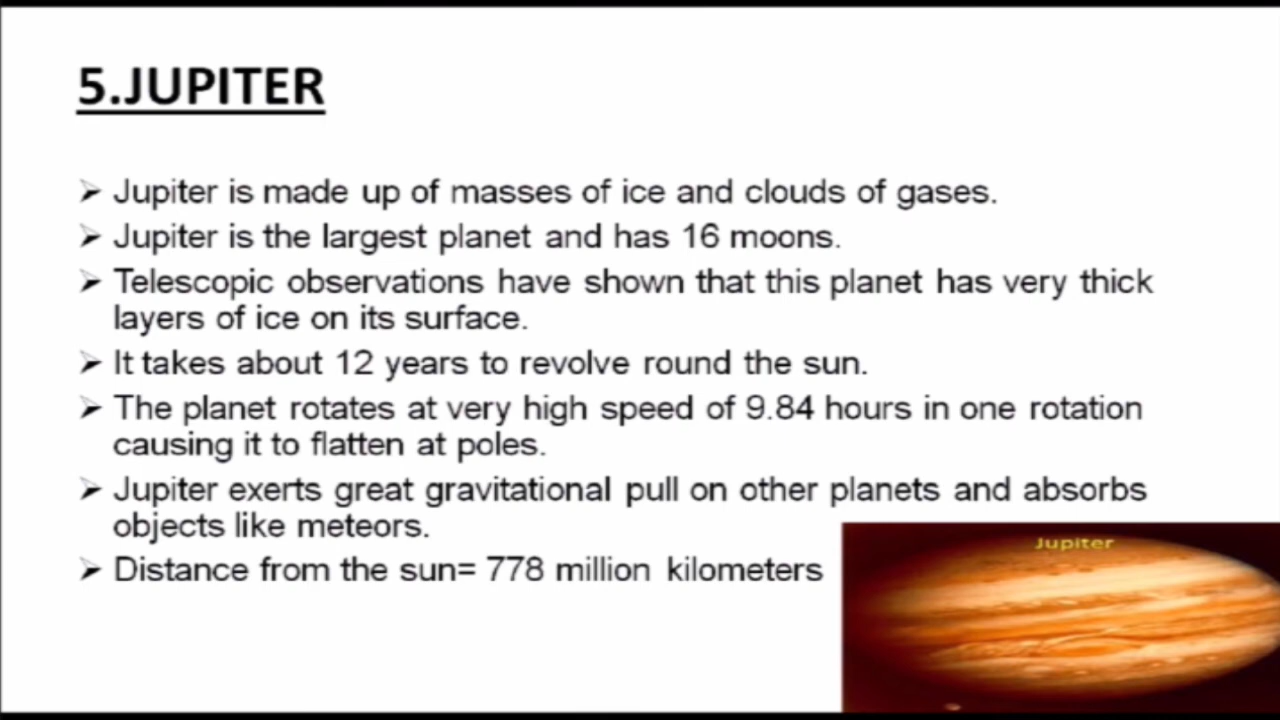 5.JUPITER
➢ Jupiter is made up of masses of ice and clouds of gases.
➢ Jupiter is the largest planet and has 16 moons.
➢ Telescopic observations have shown that this planet has very thick
layers of ice on its surface.
➢ It takes about 12 years to revolve round the sun.
➢ The planet rotates at very high speed of 9.84 hours in one rotation
causing it to flatten at poles.
➢ Jupiter exerts great gravitational pull on other planets and absorbs
objects like meteors.
Jupiter
➢ Distance from the sun= 778 million kilometers